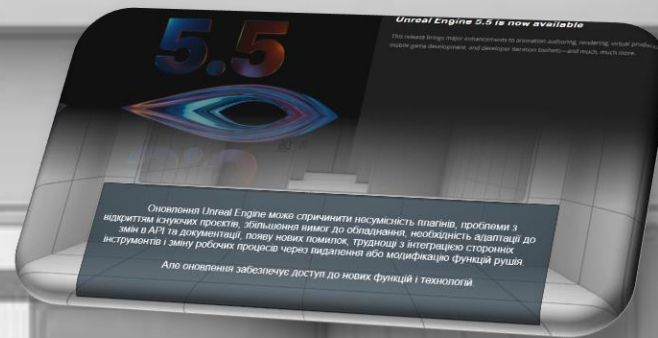 5.5
Unreal Engine 5.5 is now available
This release brings major enhancements to animation authoring, rendering, virtual production,
mobile game development, and developer iteration toolsets—and much, much more.
Оновлення Unreal Engine може спричинити несумісність плагінів, проблеми з
відкриттям існуючих проєктів, збільшення вимог до обладнання, необхідність адаптації до
змін в API та документації, появу нових помилок, труднощі з інтеграцією сторонніх
інструментів і зміну робочих процесів через видалення або модифікацію функцій рушія.
Але оновлення забезпечує доступ до нових функцій і технологій.